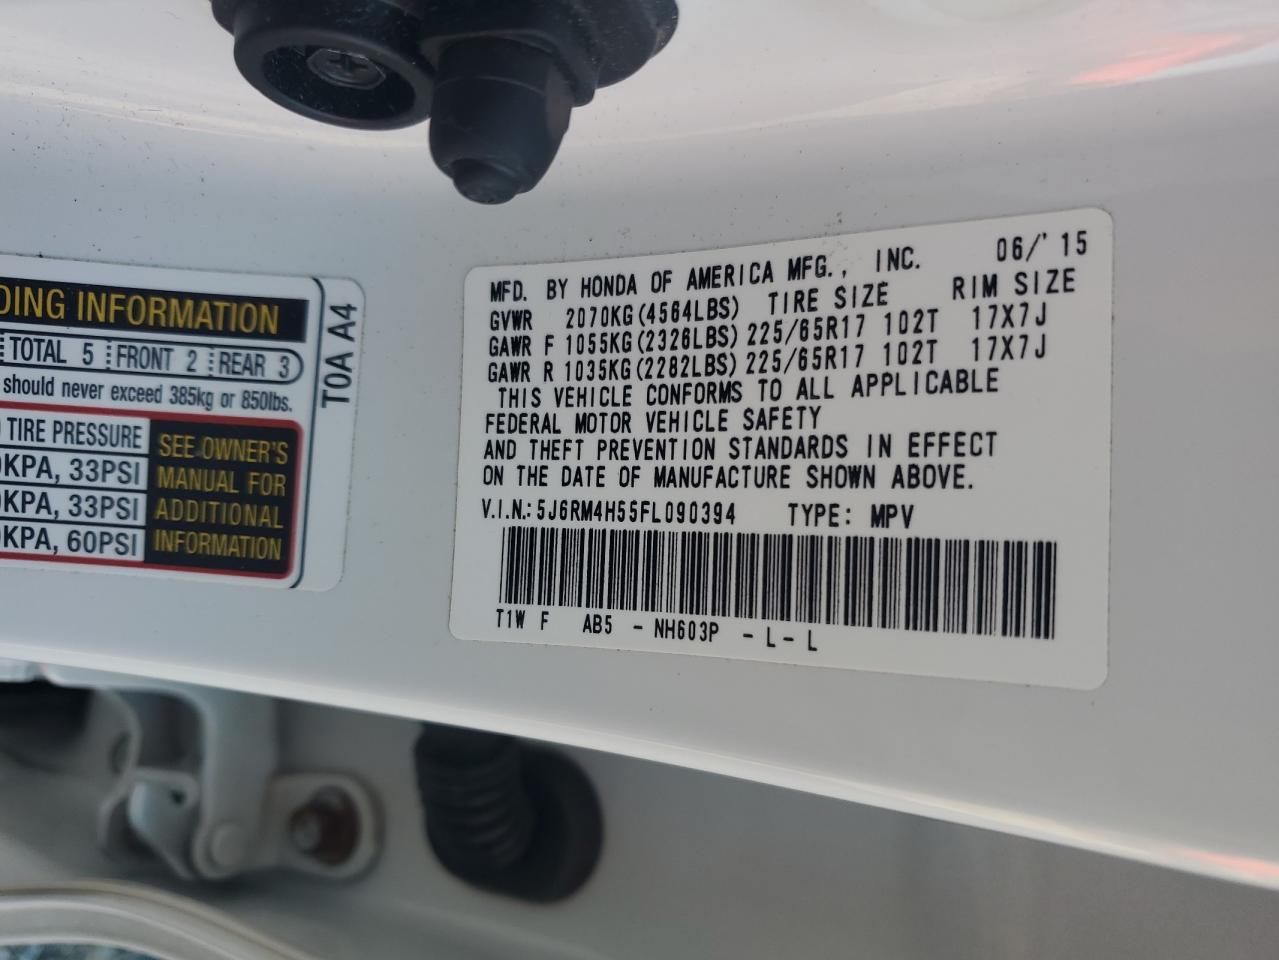 DING INFORMATION
TOTAL 5 FRONT 2 REAR 3
should never exceed 385kg or 850lbs.
TIRE PRESSURE
0KPA, 33PSI
0KPA, 33PSI
0KPA, 60PSI
SEE OWNER'S
MANUAL FOR
ADDITIONAL
INFORMATION
T0A A4
MFD. BY HONDA OF AMERICA MFG., INC. 06/'15
GVWR 2070KG(4564LBS) TIRE SIZE RIM SIZE
GAWR F 1055KG(2326LBS) 225/65R17 102T 17X7J
GAWR R 1035KG(2282LBS) 225/65R17 102T 17X7J
THIS VEHICLE CONFORMS TO ALL APPLICABLE
FEDERAL MOTOR VEHICLE SAFETY
AND THEFT PREVENTION STANDARDS IN EFFECT
ON THE DATE OF MANUFACTURE SHOWN ABOVE.
V.I.N.: 5J6RM4H55FL090394 TYPE: MPV
T1W F AB5 - NH603P - L - L